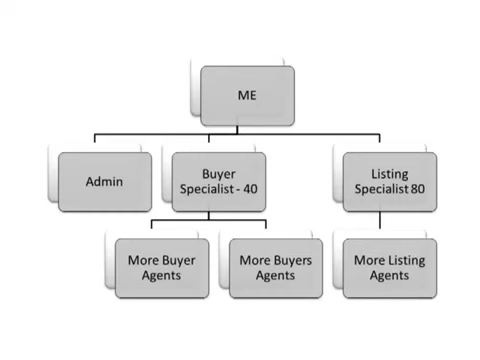 ME
Admin
Buyer
Specialist - 40
Listing
Specialist 80
More Buyer
Agents
More Buyers
Agents
More Listing
Agents